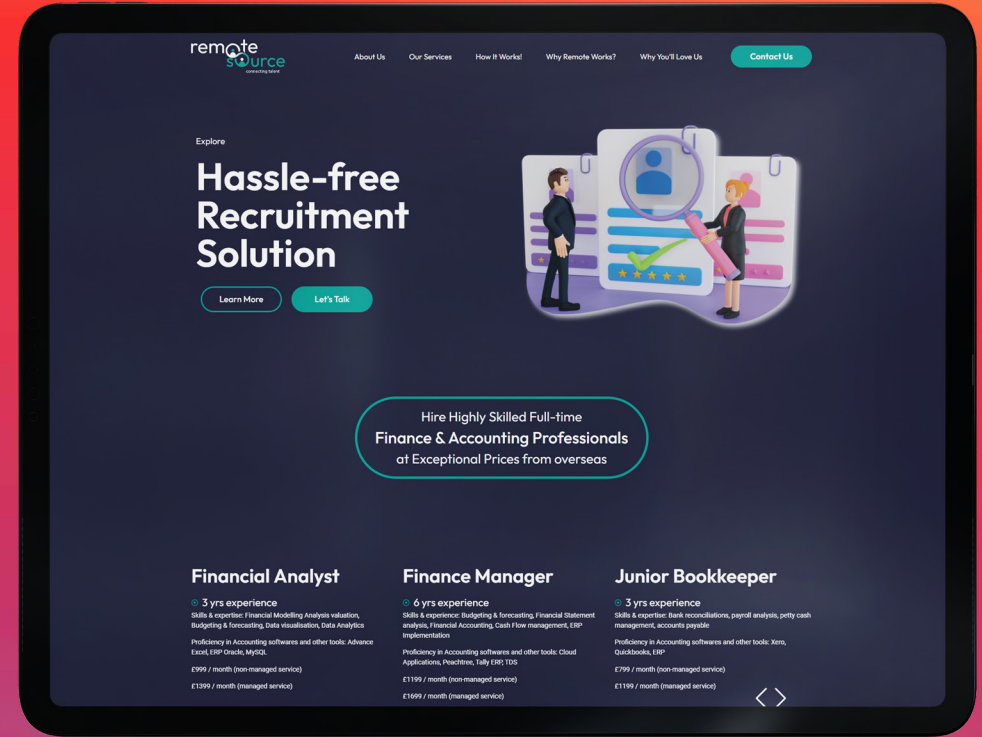 remote
source
connecting talent
About Us
Our Services
How It Works!
Why Remote Works?
Why You'll Love Us
Contact Us
Explore
Hassle-free
Recruitment
Solution
Learn More
Let's Talk
Hire Highly Skilled Full-time
Finance & Accounting Professionals
at Exceptional Prices from overseas
Financial Analyst
3 yrs experience
Skills & expertise: Financial Modelling Analysis valuation,
Budgeting & forecasting, Data visualisation, Data Analytics
Proficiency in Accounting softwares and other tools: Advance
Excel, ERP Oracle, MySQL
£999 / month (non-managed service)
£1399 / month (managed service)
Finance Manager
6 yrs experience
Skills & experience: Budgeting & forecasting, Financial Statement
analysis, Financial Accounting, Cash Flow management, ERP
Implementation
Proficiency in Accounting softwares and other tools: Cloud
Applications, Peachtree, Tally ERP, TDS
£1199 / month (non-managed service)
£1699 / month (managed service)
Junior Bookkeeper
3 yrs experience
Skills & expertise: Bank reconciliations, payroll analysis, petty cash
management, accounts payable
Proficiency in Accounting softwares and other tools: Xero,
Quickbooks, ERP
£799 / month (non-managed service)
£1199 / month (managed service)